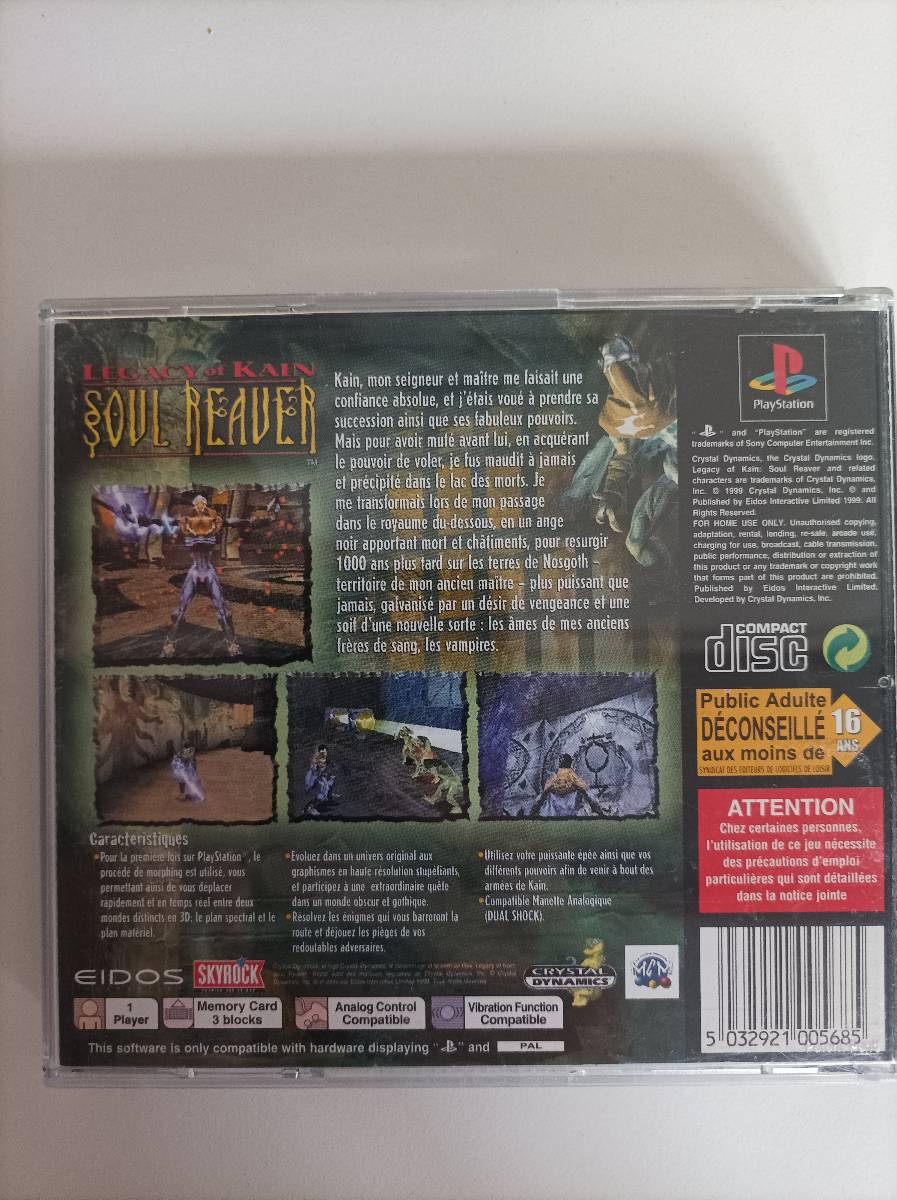 LEGACY of KAIN
SOUL REAVER
TM
Kain, mon seigneur et maître me faisait une
confiance absolue, et j'étais voué à prendre sa
succession ainsi que ses fabuleux pouvoirs.
Mais pour avoir muté avant lui, en acquérant
le pouvoir de voler, je fus maudit à jamais
et précipité dans le lac des morts. Je
me transformais lors de mon passage
dans le royaume du-dessous, en un ange
noir apportant mort et châtiments, pour resurgir
1000 ans plus tard sur les terres de Nosgoth –
territoire de mon ancien maître – plus puissant que
jamais, galvanisé par un désir de vengeance et une
soif d'une nouvelle sorte : les âmes de mes anciens
frères de sang, les vampires.
Caractéristiques
•Pour la première fois sur PlayStation™, le
procédé de morphing est utilisé, vous
permettant ainsi de vous déplacer
rapidement et en temps réel entre deux
mondes distincts en 3D; le plan spectral et le
plan matériel.
•Evoluez dans un univers original aux
graphismes en haute résolution stupéfiants,
et participez à une extraordinaire quête
dans un monde obscur et gothique.
•Résolvez les énigmes qui vous barreront la
route et déjouez les pièges de vos
redoutables adversaires.
•Utilisez votre puissante épée ainsi que vos
différents pouvoirs afin de venir à bout des
armées de Kain.
•Compatible Manette Analogique
(DUAL SHOCK).
EIDOS
SKYROCK
CRYSTAL
DYNAMICS
MCM
1
Player
Memory Card
3 blocks
Analog Control
Compatible
Vibration Function
Compatible
This software is only compatible with hardware displaying " " and PAL
PlayStation
" " and "PlayStation" are registered
trademarks of Sony Computer Entertainment Inc.
Crystal Dynamics, the Crystal Dynamics logo,
Legacy of Kain: Soul Reaver and related
characters are trademarks of Crystal Dynamics,
Inc. © 1999 Crystal Dynamics, Inc. © and
Published by Eidos Interactive Limited 1999. All
Rights Reserved.
FOR HOME USE ONLY. Unauthorised copying,
adaptation, rental, lending, re-sale, arcade use,
charging for use, broadcast, cable transmission,
public performance, distribution or extraction of
this product or any trademark or copyright work
that forms part of this product are prohibited.
Published by Eidos Interactive Limited.
Developed by Crystal Dynamics, Inc.
COMPACT
disc
Public Adulte
DÉCONSEILLÉ
aux moins de
16
ANS
SYNDICAT DES EDITEURS DE LOGICIELS DE LOISIR
ATTENTION
Chez certaines personnes,
l'utilisation de ce jeu nécessite
des précautions d'emploi
particulières qui sont détaillées
dans la notice jointe
5 032921 005685